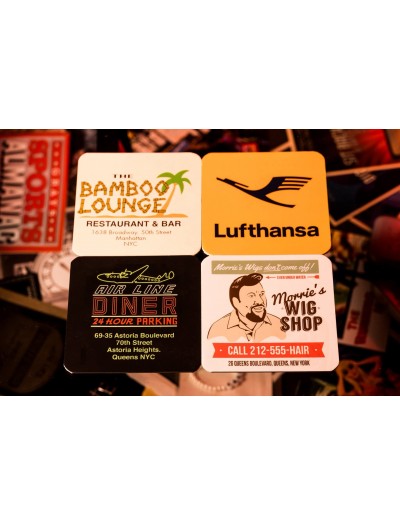 THE
BAMBOO
LOUNGE
RESTAURANT & BAR
1638 Broadway 50th Street
Manhattan
NYC
Lufthansa
AIR LINE
DINER
24 HOUR PARKING
69-35 Astoria Boulevard
70th Street
Astoria Heights.
Queens NYC
Morrie's Wigs don't come off!
Morrie's
WIG
SHOP
CALL 212-555-HAIR
36 QUEENS BOULEVARD, QUEENS, NEW YORK
SPORTS
ALMANAC